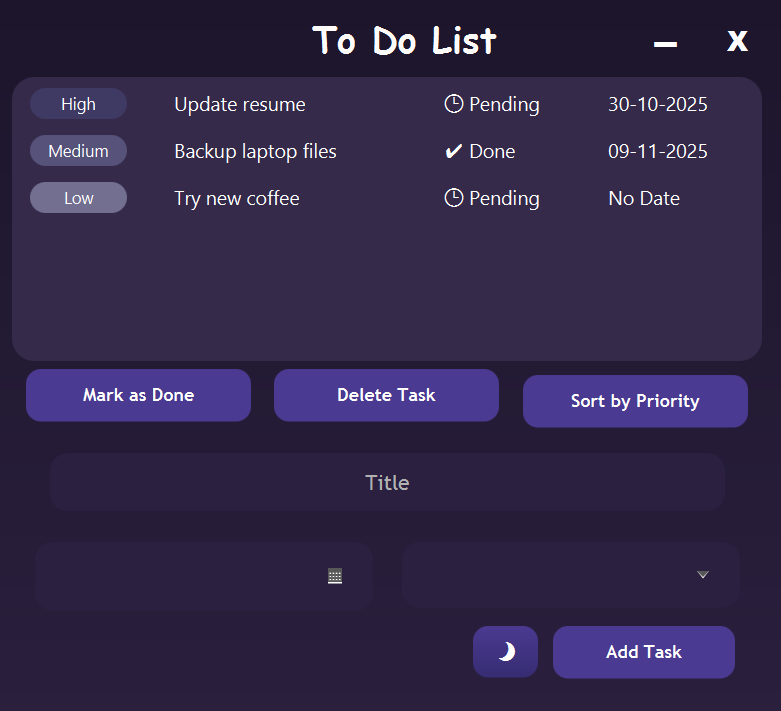 To Do List
High Update resume 🕒 Pending 30-10-2025
Medium Backup laptop files ✔ Done 09-11-2025
Low Try new coffee 🕒 Pending No Date
Mark as Done Delete Task Sort by Priority
Title
Add Task